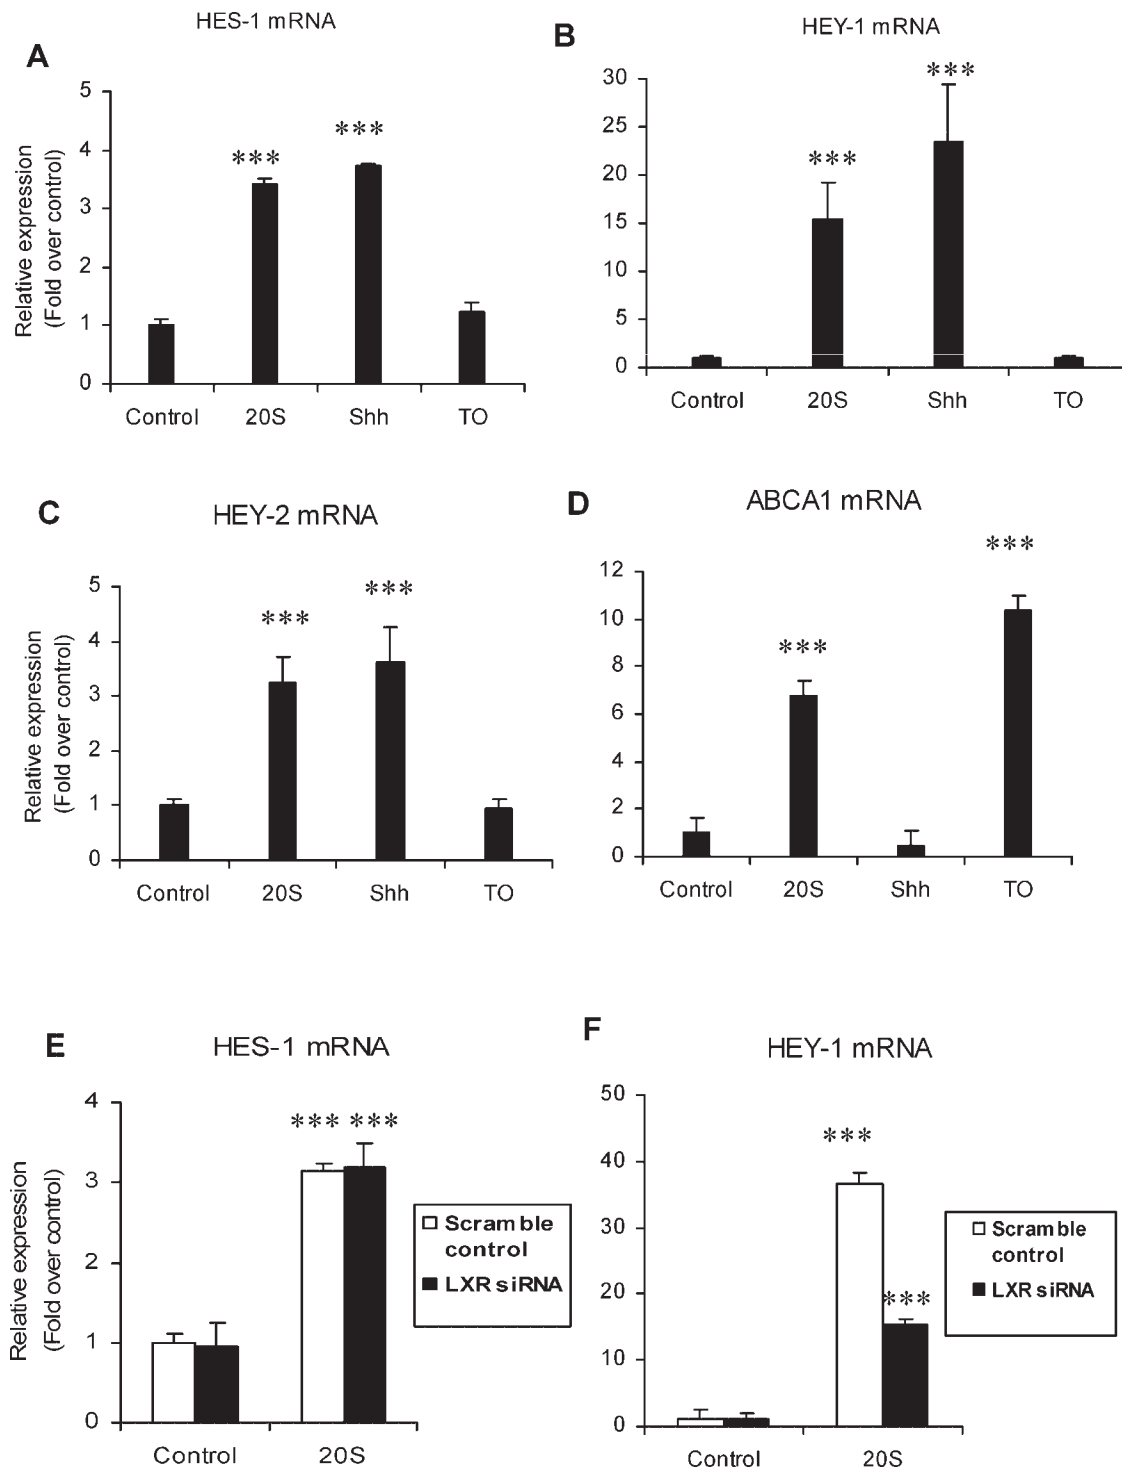 A
HES-1 mRNA
Relative expression
(Fold over control)
5
4
3
2
1
0
***
***
Control 20S Shh TO
B
HEY-1 mRNA
30
25
20
15
10
5
0
***
***
Control 20S Shh TO
C
HEY-2 mRNA
Relative expression
(Fold over control)
5
4
3
2
1
0
***
***
Control 20S Shh TO
D
ABCA1 mRNA
12
10
8
6
4
2
0
***
***
Control 20S Shh TO
E
HES-1 mRNA
Relative expression
(Fold over control)
4
3
2
1
0
*** ***
Control 20S
Scramble
control
LXR siRNA
F
HEY-1 mRNA
50
40
30
20
10
0
***
***
Control 20S
Scramble
control
LXR siRNA